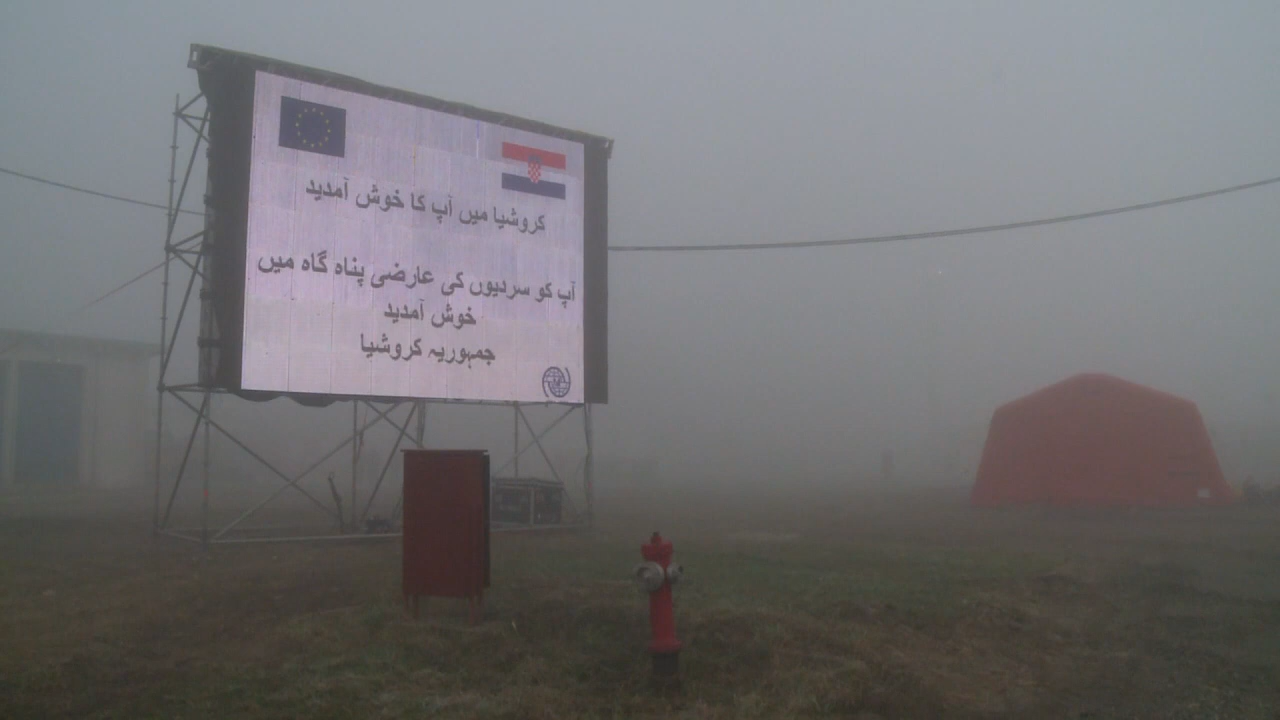 کروشیا میں آپ کا خوش آمدید
آپ کو سردیوں کی عارضی پناہ گاہ میں
خوش آمدید
جمہوریہ کروشیا